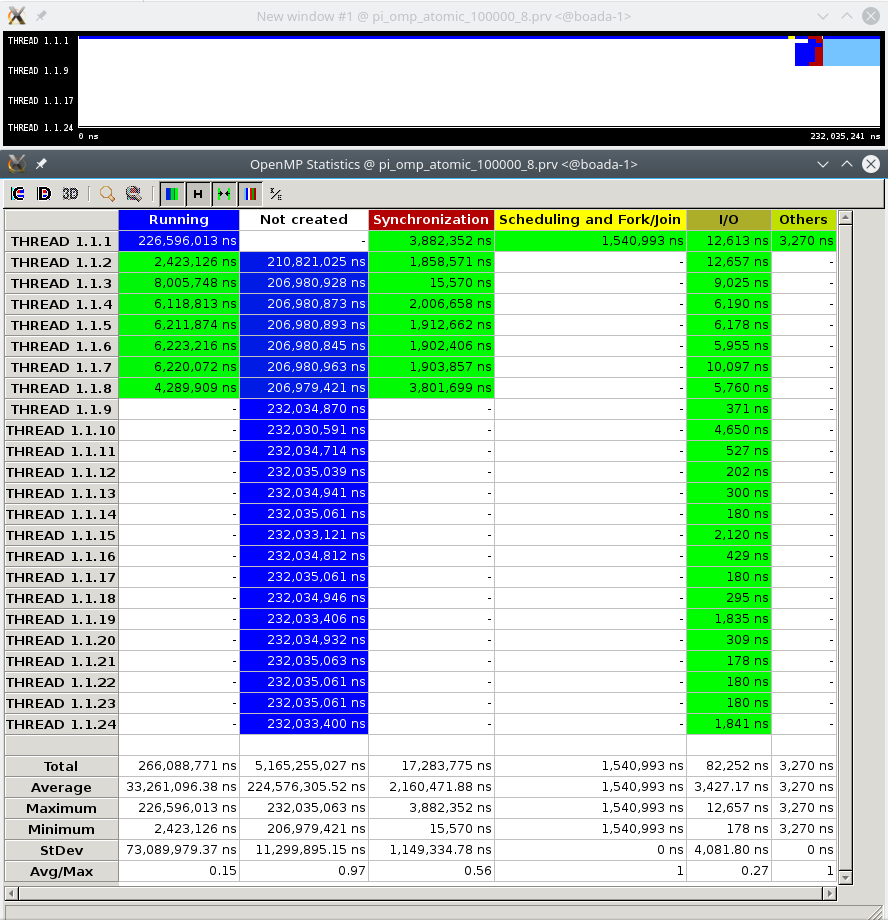 New window #1 @ pi_omp_atomic_100000_8.prv <@boada-1>
THREAD 1.1.1
THREAD 1.1.9
THREAD 1.1.17
THREAD 1.1.24
0 ns 232,035,241 ns
OpenMP Statistics @ pi_omp_atomic_100000_8.prv <@boada-1>
3D H
Running Not created Synchronization Scheduling and Fork/Join I/O Others
THREAD 1.1.1 226,596,013 ns - 3,882,352 ns 1,540,993 ns 12,613 ns 3,270 ns
THREAD 1.1.2 2,423,126 ns 210,821,025 ns 1,858,571 ns - 12,657 ns -
THREAD 1.1.3 8,005,748 ns 206,980,928 ns 15,570 ns - 9,025 ns -
THREAD 1.1.4 6,118,813 ns 206,980,873 ns 2,006,658 ns - 6,190 ns -
THREAD 1.1.5 6,211,874 ns 206,980,893 ns 1,912,662 ns - 6,178 ns -
THREAD 1.1.6 6,223,216 ns 206,980,845 ns 1,902,406 ns - 5,955 ns -
THREAD 1.1.7 6,220,072 ns 206,980,963 ns 1,903,857 ns - 10,097 ns -
THREAD 1.1.8 4,289,909 ns 206,979,421 ns 3,801,699 ns - 5,760 ns -
THREAD 1.1.9 - 232,034,870 ns - - 371 ns -
THREAD 1.1.10 - 232,030,591 ns - - 4,650 ns -
THREAD 1.1.11 - 232,034,714 ns - - 527 ns -
THREAD 1.1.12 - 232,035,039 ns - - 202 ns -
THREAD 1.1.13 - 232,034,941 ns - - 300 ns -
THREAD 1.1.14 - 232,035,061 ns - - 180 ns -
THREAD 1.1.15 - 232,033,121 ns - - 2,120 ns -
THREAD 1.1.16 - 232,034,812 ns - - 429 ns -
THREAD 1.1.17 - 232,035,061 ns - - 180 ns -
THREAD 1.1.18 - 232,034,946 ns - - 295 ns -
THREAD 1.1.19 - 232,033,406 ns - - 1,835 ns -
THREAD 1.1.20 - 232,034,932 ns - - 309 ns -
THREAD 1.1.21 - 232,035,063 ns - - 178 ns -
THREAD 1.1.22 - 232,035,061 ns - - 180 ns -
THREAD 1.1.23 - 232,035,061 ns - - 180 ns -
THREAD 1.1.24 - 232,033,400 ns - - 1,841 ns -
Total 266,088,771 ns 5,165,255,027 ns 17,283,775 ns 1,540,993 ns 82,252 ns 3,270 ns
Average 33,261,096.38 ns 224,576,305.52 ns 2,160,471.88 ns 1,540,993 ns 3,427.17 ns 3,270 ns
Maximum 226,596,013 ns 232,035,063 ns 3,882,352 ns 1,540,993 ns 12,657 ns 3,270 ns
Minimum 2,423,126 ns 206,979,421 ns 15,570 ns 1,540,993 ns 178 ns 3,270 ns
StDev 73,089,979.37 ns 11,299,895.15 ns 1,149,334.78 ns 0 ns 4,081.80 ns 0 ns
Avg/Max 0.15 0.97 0.56 1 0.27 1